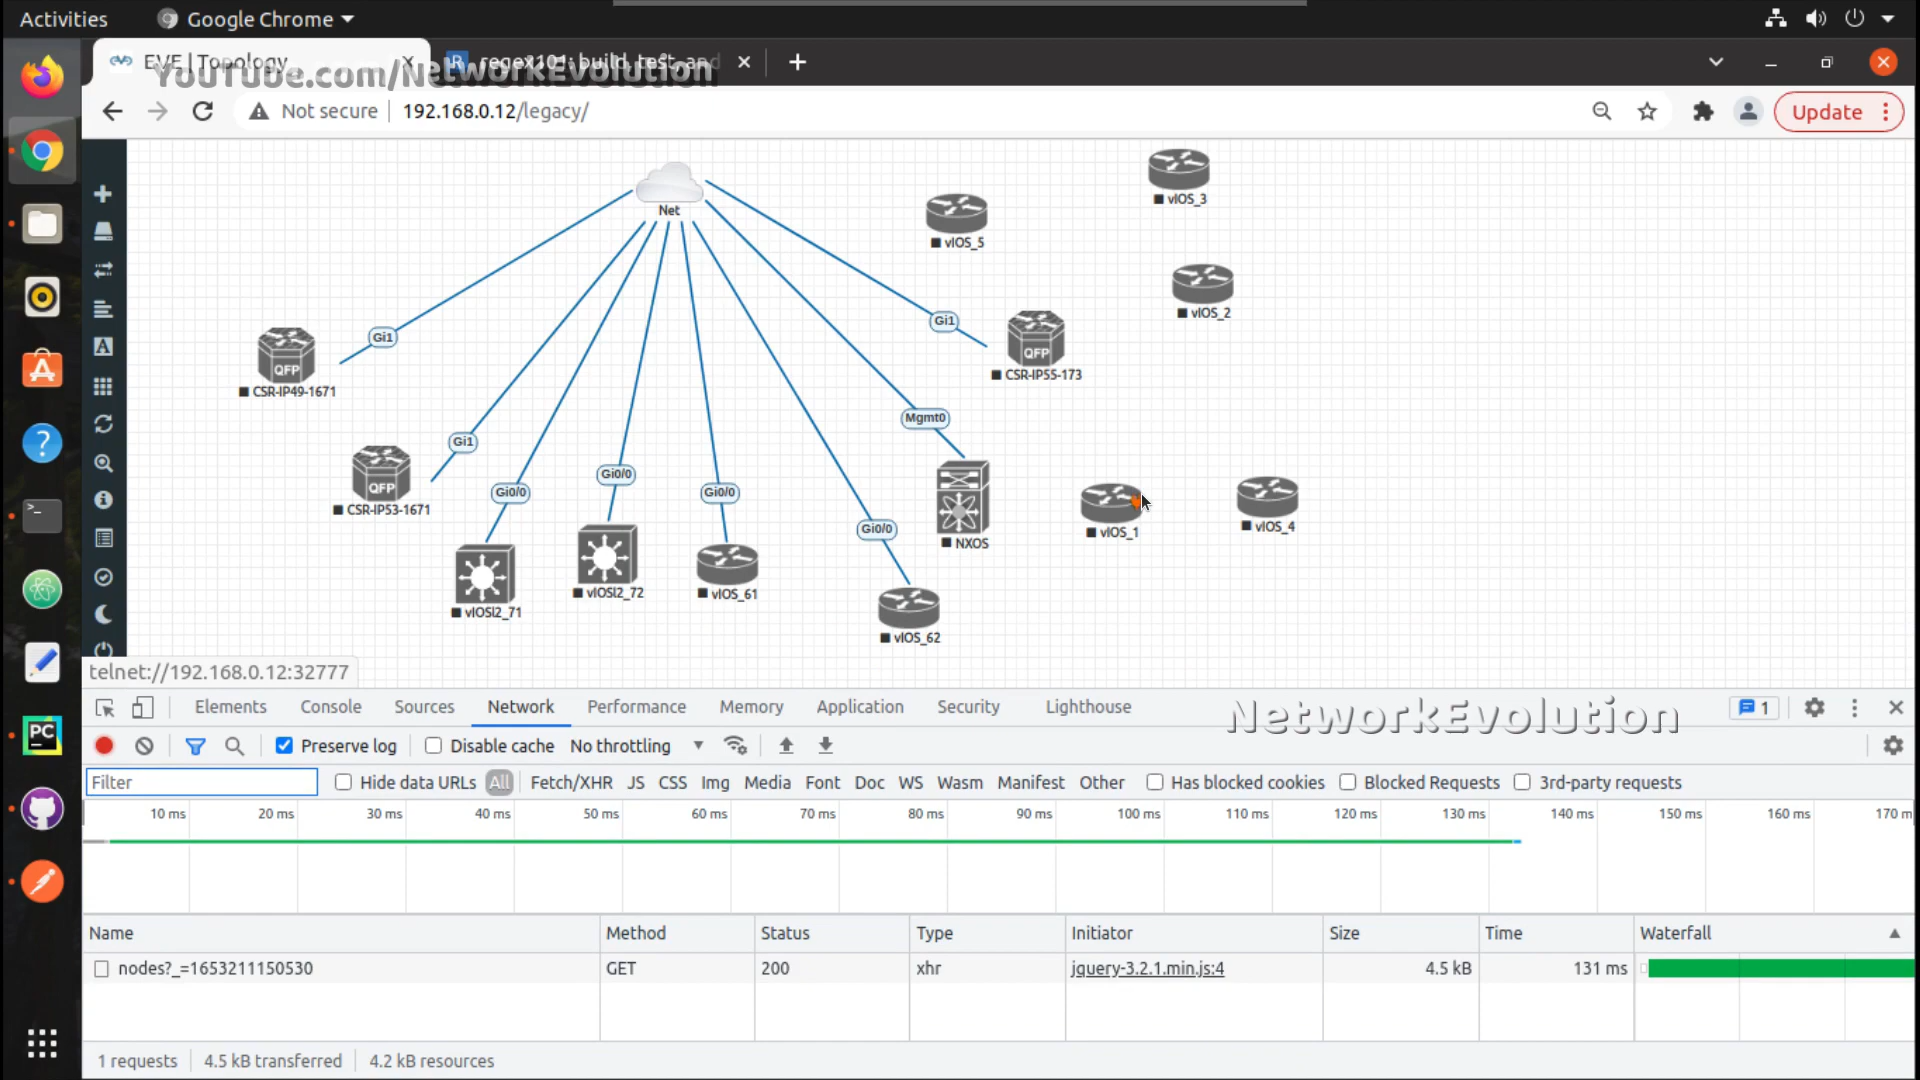 Activities
Google Chrome
EVE | Topology
regex101: build, test, and
YouTube.com/NetworkEvolution
Not secure
192.168.0.12/legacy/
Update
Net
vIOS_3
vIOS_5
vIOS_2
Gi1
Gi1
QFP
CSR-IP49-1671
QFP
CSR-IP55-173
Mgmt0
Gi1
QFP
CSR-IP53-1671
Gi0/0
Gi0/0
Gi0/0
Gi0/0
NXOS
vIOS_1
vIOS_4
vIOSl2_71
vIOSl2_72
vIOS_61
vIOS_62
telnet://192.168.0.12:32777
Elements Console Sources Network Performance Memory Application Security Lighthouse
NetworkEvolution
1
Preserve log Disable cache No throttling
Filter Hide data URLs All Fetch/XHR JS CSS Img Media Font Doc WS Wasm Manifest Other Has blocked cookies Blocked Requests 3rd-party requests
10 ms 20 ms 30 ms 40 ms 50 ms 60 ms 70 ms 80 ms 90 ms 100 ms 110 ms 120 ms 130 ms 140 ms 150 ms 160 ms 170 m
Name Method Status Type Initiator Size Time Waterfall
nodes?_=1653211150530 GET 200 xhr jquery-3.2.1.min.js:4 4.5 kB 131 ms
1 requests 4.5 kB transferred 4.2 kB resources
PC